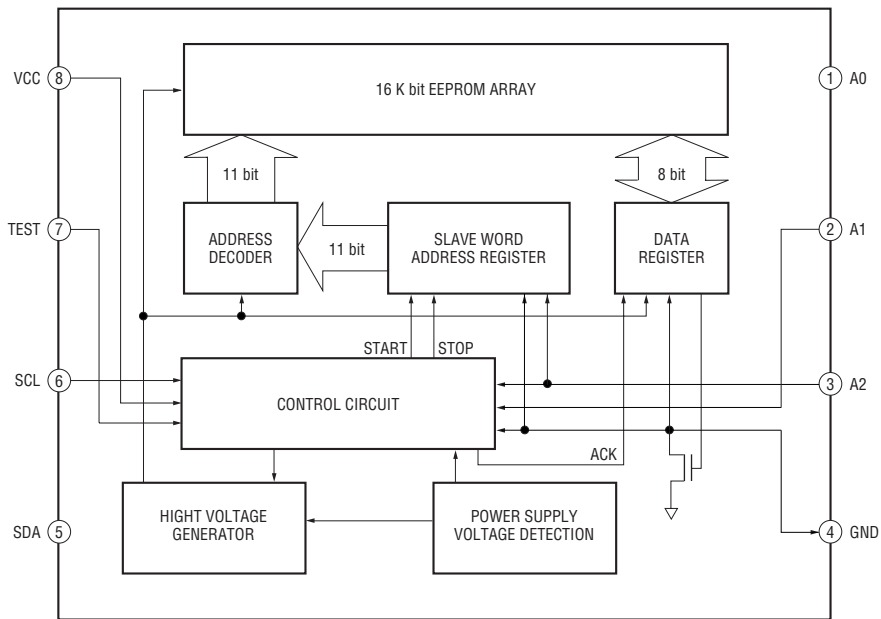 16 K bit EEPROM ARRAY
VCC 8
1 A0
11 bit
8 bit
TEST 7
ADDRESS
DECODER
11 bit
SLAVE WORD
ADDRESS REGISTER
DATA
REGISTER
2 A1
START STOP
SCL 6
CONTROL CIRCUIT
3 A2
ACK
HIGHT VOLTAGE
GENERATOR
POWER SUPPLY
VOLTAGE DETECTION
SDA 5
4 GND